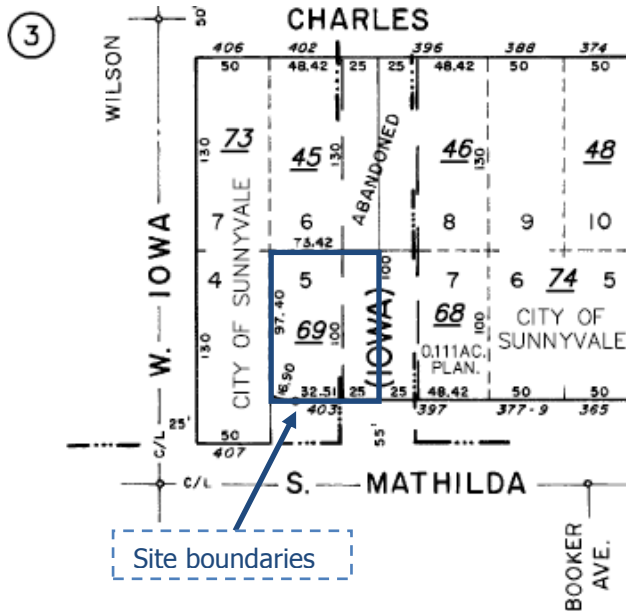 3
CHARLES
WILSON
50'
406 402 396 388 374
50 48.42 25 25 48.42 50 50
73 45 46 48
130 130 130
ABANDONED
7 6 8 9 10
73.42
W. IOWA
CITY OF SUNNYVALE
4 5 7 6 74 5
100
97.40
69 100
(IOWA)
68
100
0.111AC.
PLAN.
CITY OF
SUNNYVALE
130
16.90
32.51 25 25 48.42 50 50
403 397 377-9 365
25'
C/L
50
407
55'
C/L S. MATHILDA
Site boundaries
BOOKER
AVE.